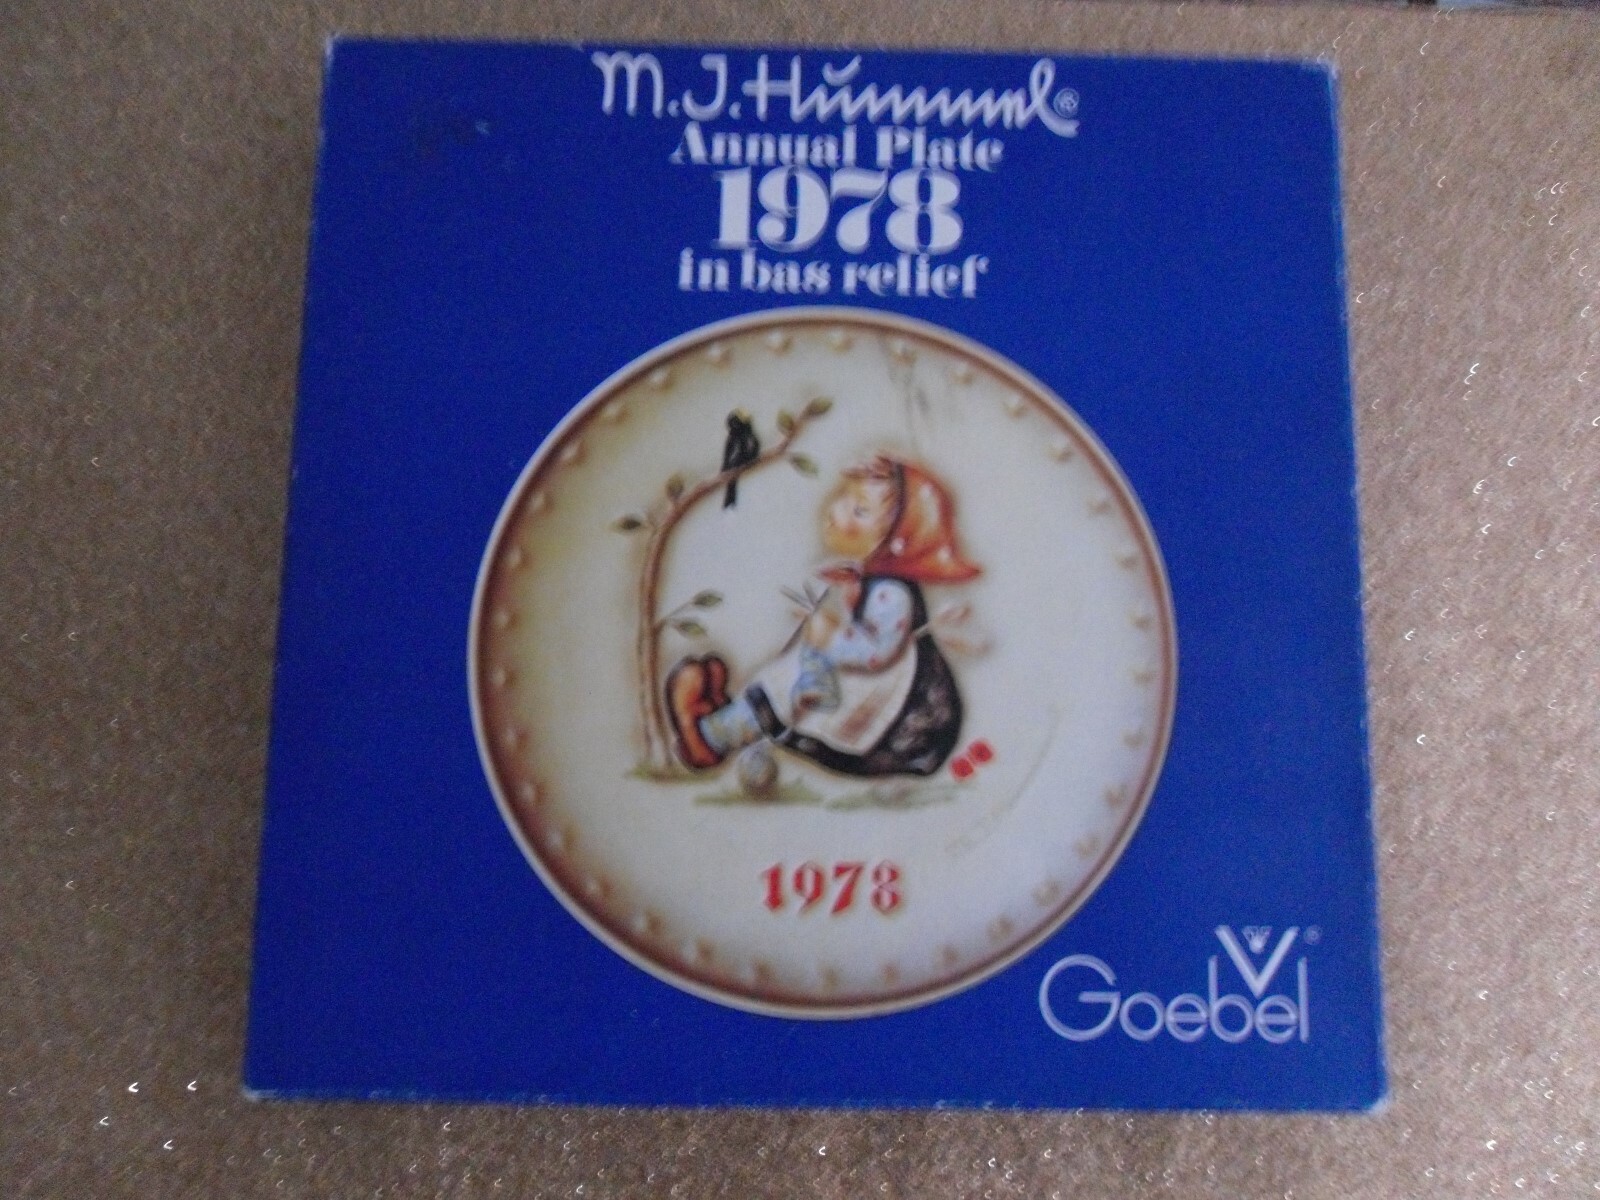 M.J. Hummel®
Annual Plate
1978
in bas relief
1978
V®
Goebel